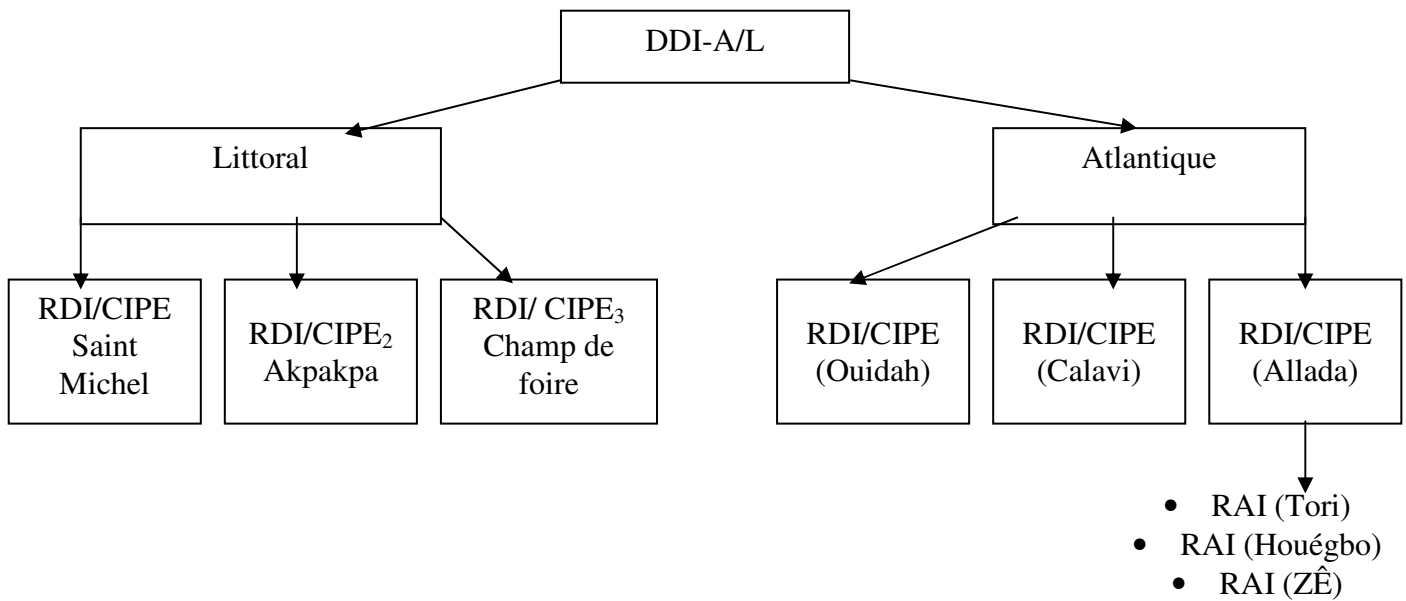 DDI-A/L
Littoral
Atlantique
RDI/CIPE
Saint
Michel
RDI/CIPE₂
Akpakpa
RDI/ CIPE₃
Champ de
foire
RDI/CIPE
(Ouidah)
RDI/CIPE
(Calavi)
RDI/CIPE
(Allada)
• RAI (Tori)
• RAI (Houégbo)
• RAI (ZÊ)